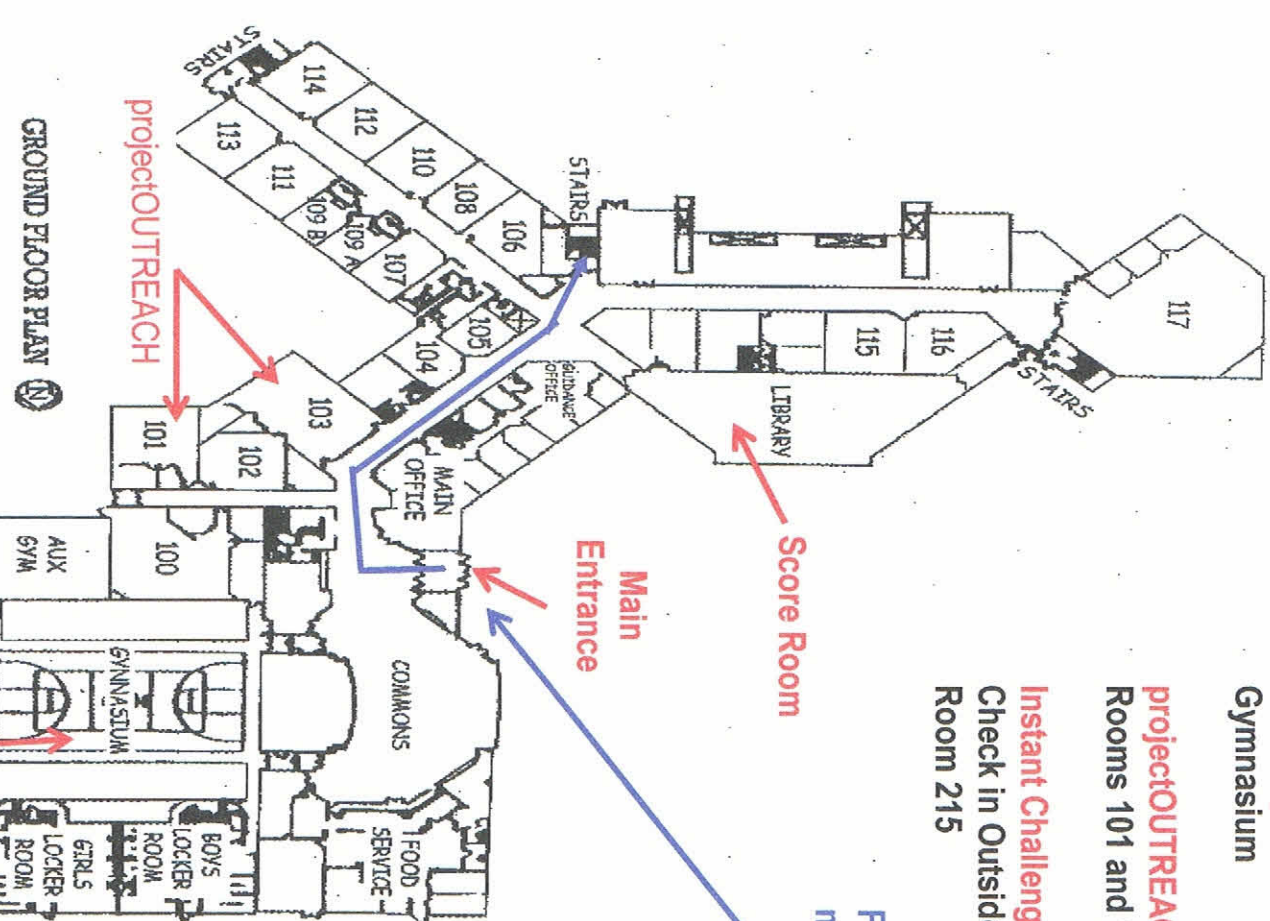 Gymnasium
projectOUTREA
Rooms 101 and
Instant Challeng
Check in Outsid
Room 215
117
STAIRS
116
115
LIBRARY
Score Room
Main
Entrance
STAIRS
GUIDANCE
OFFICE
MAIN
OFFICE
COMMONS
FOOD
SERVICE
106
108
110
112
114
STAIRS
105
104
107
109 A
109 B
111
113
103
102
101
100
AUX
GYM
GYNNASIUM
BOYS
LOCKER
ROOM
GIRLS
LOCKER
ROOM
projectOUTREACH
GROUND FLOOR PLAN N